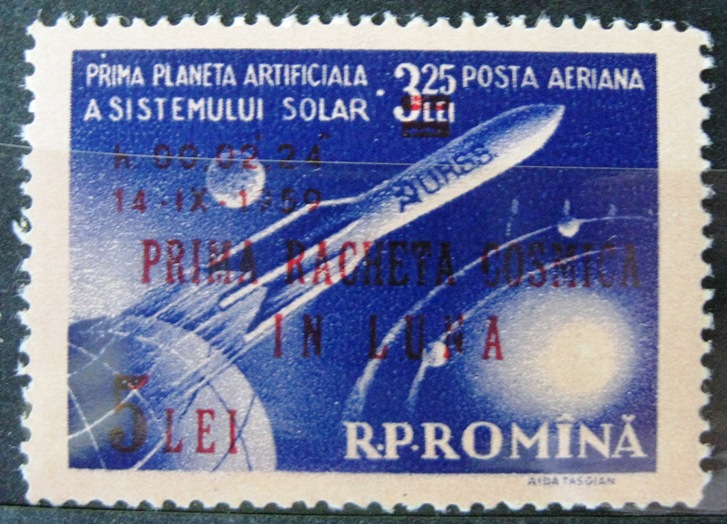 PRIMA PLANETA ARTIFICIALA
A SISTEMULUI SOLAR
3.25 LEI
POSTA AERIANA
URSS
h. 00.02'24"
14-IX-1959
PRIMA RACHETA COSMICA
IN LUNA
5 LEI
R.P.ROMÎNĂ
AIDA TASGIAN